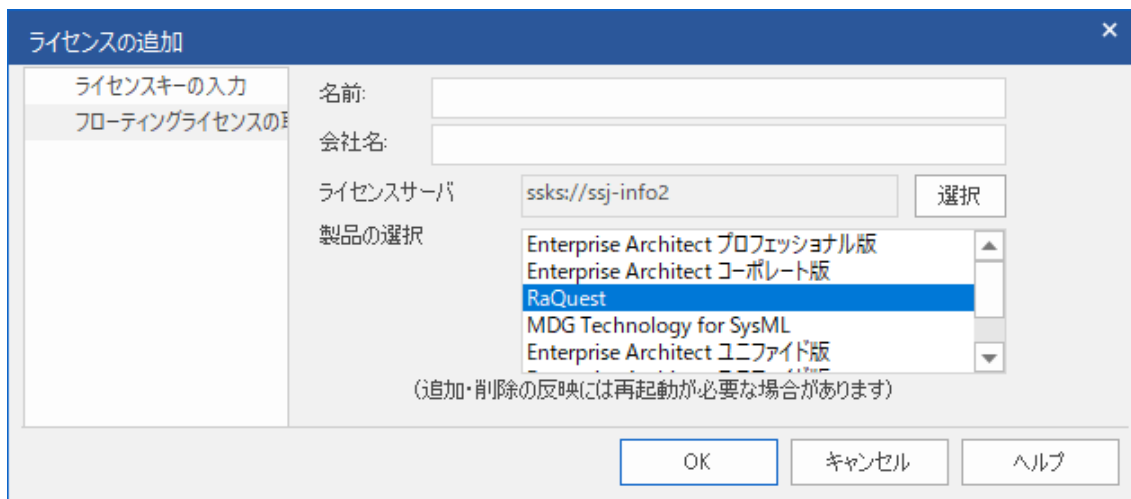 ライセンスの追加
ライセンスキーの入力
フローティングライセンスの
名前:
会社名:
ライセンスサーバ
ssks://ssj-info2
選択
製品の選択
Enterprise Architect プロフェッショナル版
Enterprise Architect コーポレート版
RaQuest
MDG Technology for SysML
Enterprise Architect ユニファイド版
(追加・削除の反映には再起動が必要な場合があります)
OK
キャンセル
ヘルプ